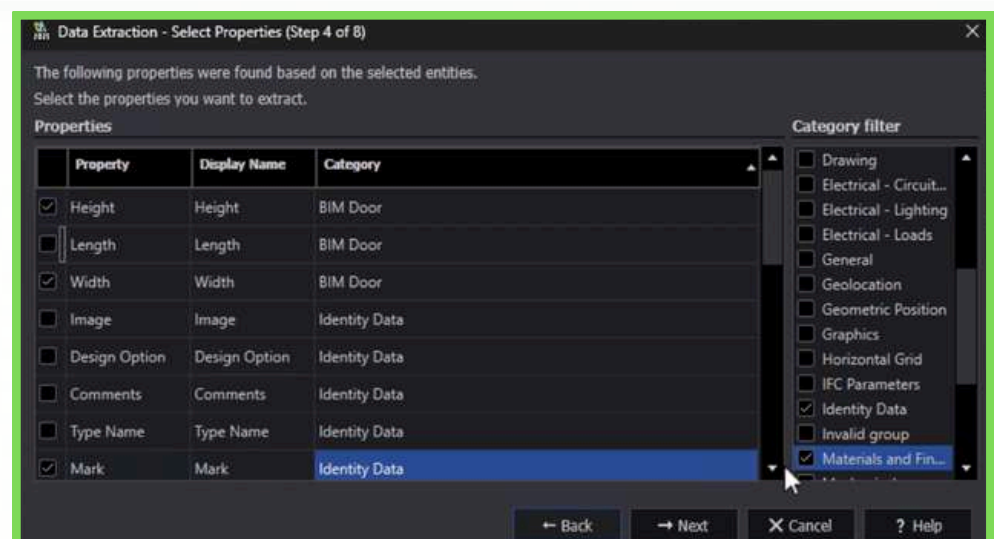 Data Extraction - Select Properties (Step 4 of 8)
The following properties were found based on the selected entities.
Select the properties you want to extract.
Properties
Property Display Name Category
Height Height BIM Door
Length Length BIM Door
Width Width BIM Door
Image Image Identity Data
Design Option Design Option Identity Data
Comments Comments Identity Data
Type Name Type Name Identity Data
Mark Mark Identity Data
Category filter
Drawing
Electrical - Circuit...
Electrical - Lighting
Electrical - Loads
General
Geolocation
Geometric Position
Graphics
Horizontal Grid
IFC Parameters
Identity Data
Invalid group
Materials and Fin...
← Back → Next X Cancel ? Help